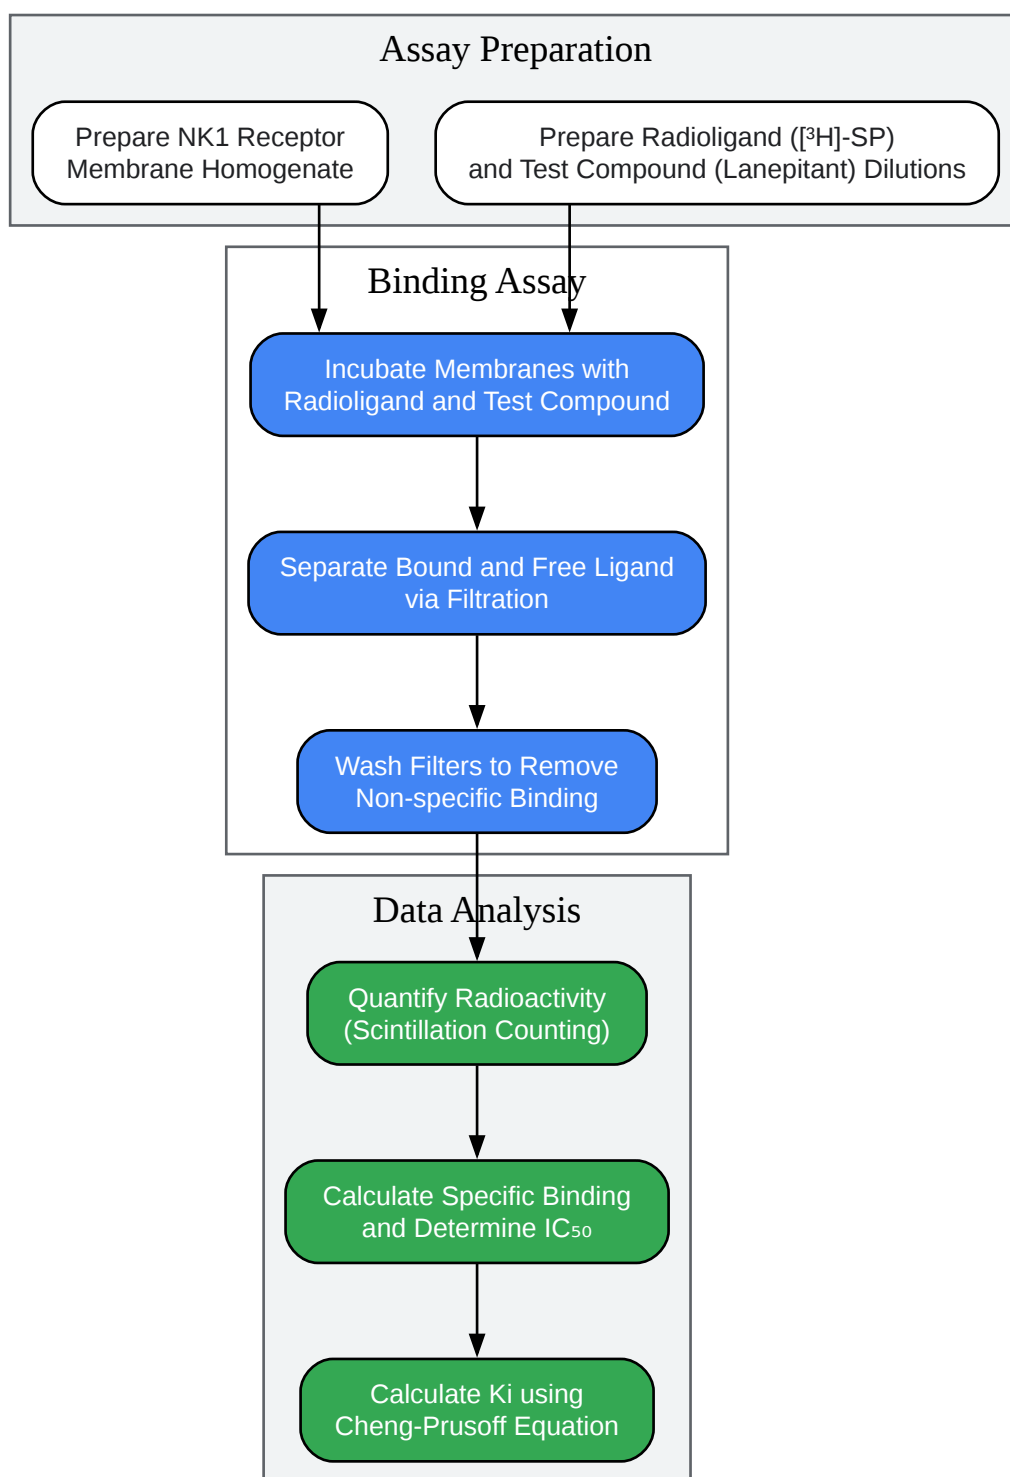 Assay Preparation
Prepare NK1 Receptor
Membrane Homogenate
Prepare Radioligand ([³H]-SP)
and Test Compound (Lanepitant) Dilutions
Binding Assay
Incubate Membranes with
Radioligand and Test Compound
Separate Bound and Free Ligand
via Filtration
Wash Filters to Remove
Non-specific Binding
Data Analysis
Quantify Radioactivity
(Scintillation Counting)
Calculate Specific Binding
and Determine IC₅₀
Calculate Ki using
Cheng-Prusoff Equation